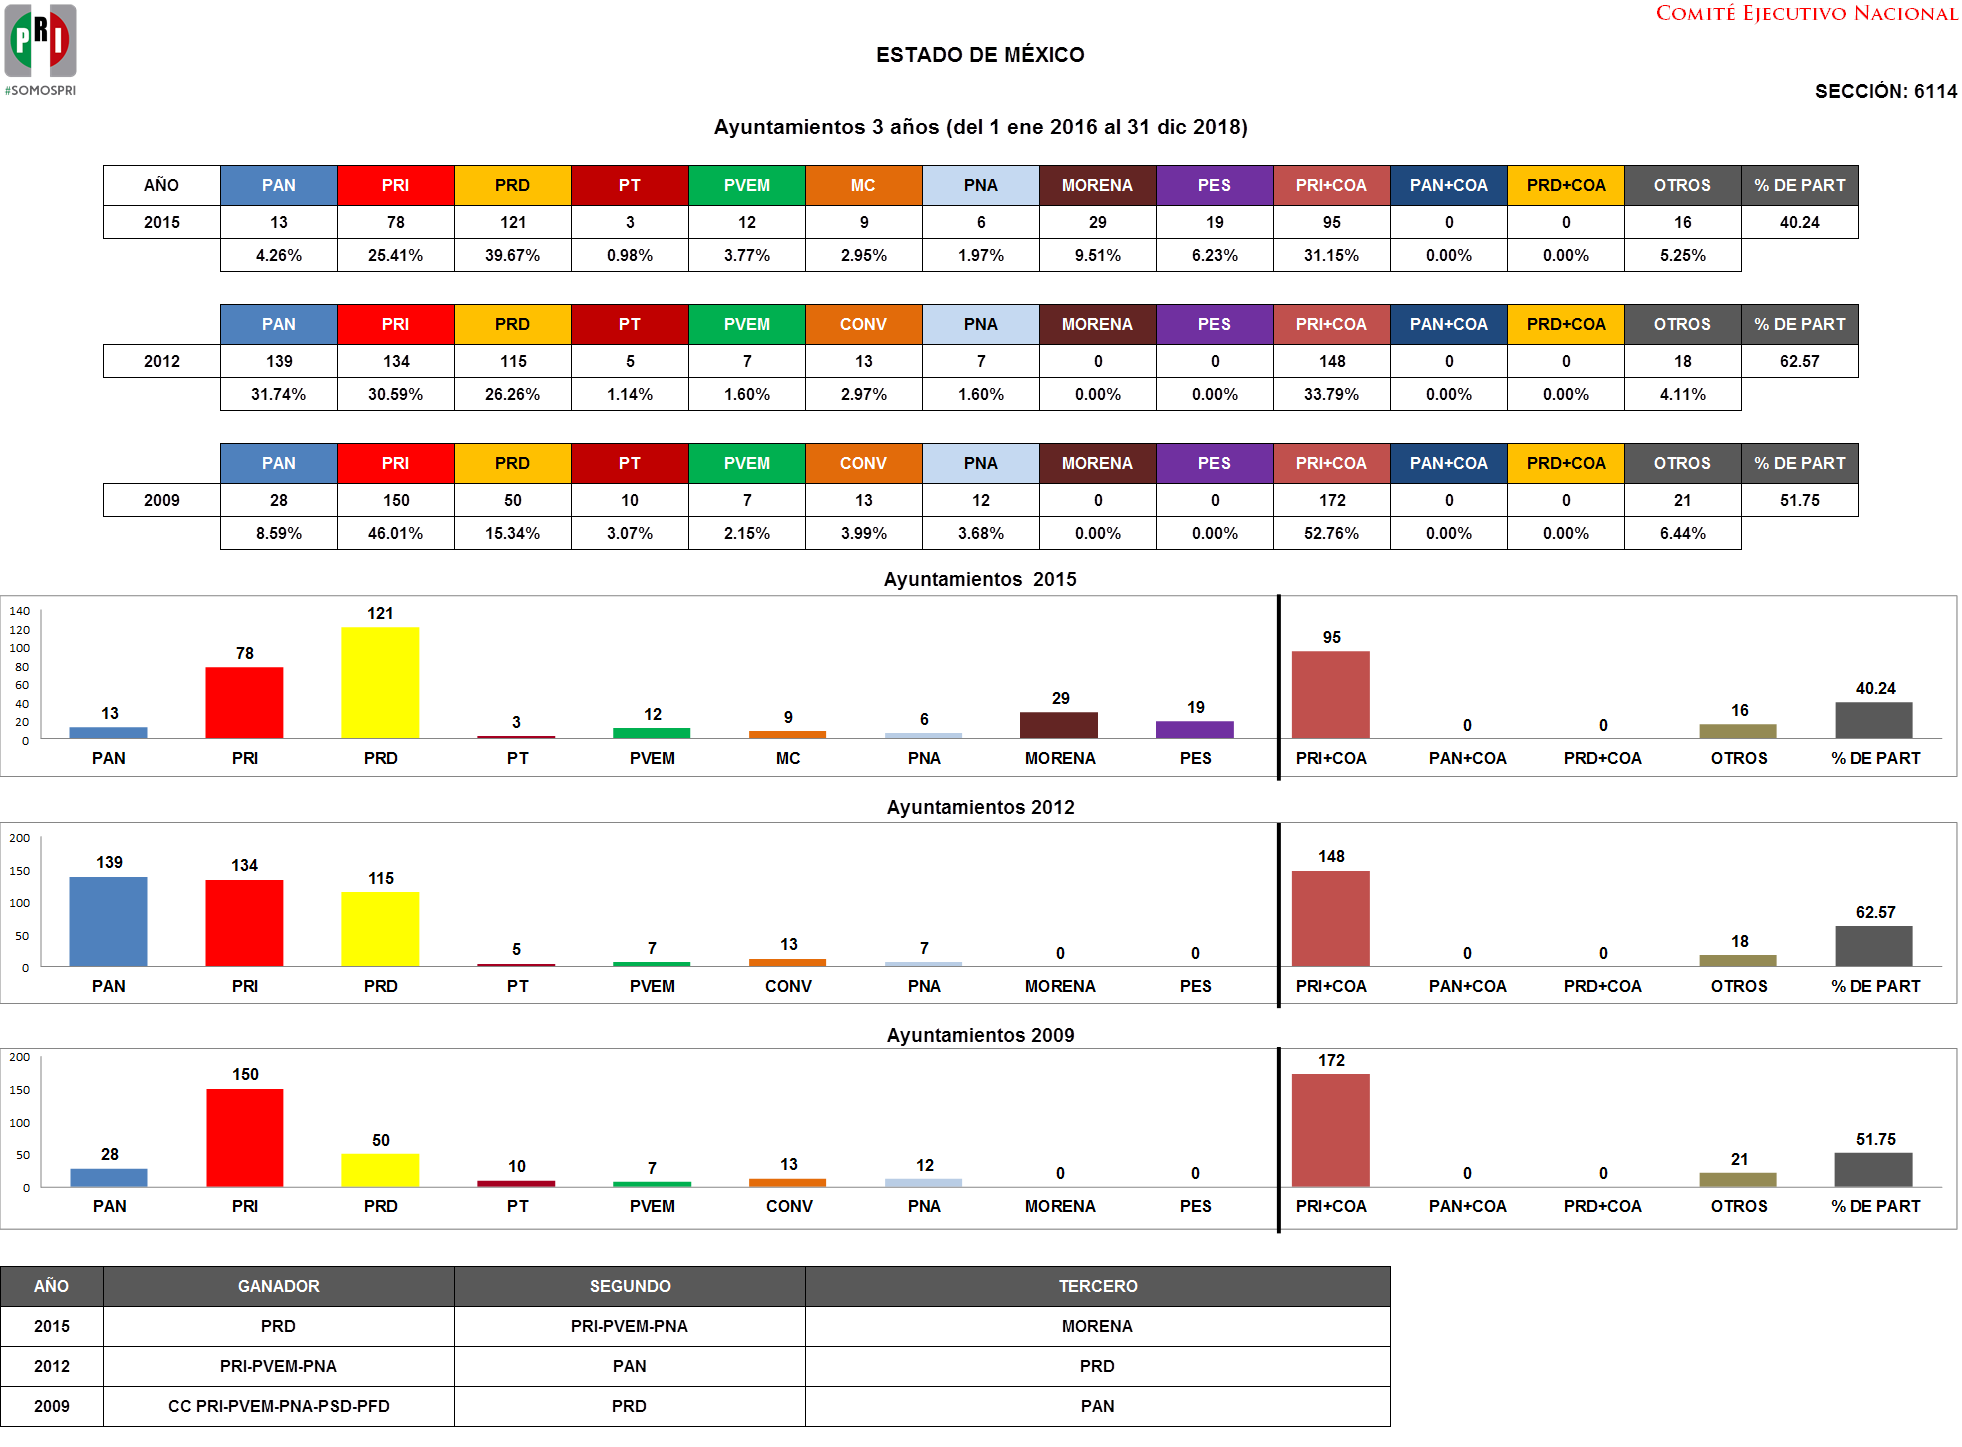 PRI
#SOMOSPRI
COMITÉ EJECUTIVO NACIONAL
ESTADO DE MÉXICO
SECCIÓN: 6114
Ayuntamientos 3 años (del 1 ene 2016 al 31 dic 2018)
AÑO PAN PRI PRD PT PVEM MC PNA MORENA PES PRI+COA PAN+COA PRD+COA OTROS % DE PART
2015 13 78 121 3 12 9 6 29 19 95 0 0 16 40.24
4.26% 25.41% 39.67% 0.98% 3.77% 2.95% 1.97% 9.51% 6.23% 31.15% 0.00% 0.00% 5.25%
PAN PRI PRD PT PVEM CONV PNA MORENA PES PRI+COA PAN+COA PRD+COA OTROS % DE PART
2012 139 134 115 5 7 13 7 0 0 148 0 0 18 62.57
31.74% 30.59% 26.26% 1.14% 1.60% 2.97% 1.60% 0.00% 0.00% 33.79% 0.00% 0.00% 4.11%
PAN PRI PRD PT PVEM CONV PNA MORENA PES PRI+COA PAN+COA PRD+COA OTROS % DE PART
2009 28 150 50 10 7 13 12 0 0 172 0 0 21 51.75
8.59% 46.01% 15.34% 3.07% 2.15% 3.99% 3.68% 0.00% 0.00% 52.76% 0.00% 0.00% 6.44%
Ayuntamientos 2015
140
120
100
80
60
40
20
0
13 78 121 3 12 9 6 29 19 95 0 0 16 40.24
PAN PRI PRD PT PVEM MC PNA MORENA PES PRI+COA PAN+COA PRD+COA OTROS % DE PART
Ayuntamientos 2012
200
150
100
50
0
139 134 115 5 7 13 7 0 0 148 0 0 18 62.57
PAN PRI PRD PT PVEM CONV PNA MORENA PES PRI+COA PAN+COA PRD+COA OTROS % DE PART
Ayuntamientos 2009
200
150
100
50
0
28 150 50 10 7 13 12 0 0 172 0 0 21 51.75
PAN PRI PRD PT PVEM CONV PNA MORENA PES PRI+COA PAN+COA PRD+COA OTROS % DE PART
AÑO GANADOR SEGUNDO TERCERO
2015 PRD PRI-PVEM-PNA MORENA
2012 PRI-PVEM-PNA PAN PRD
2009 CC PRI-PVEM-PNA-PSD-PFD PRD PAN